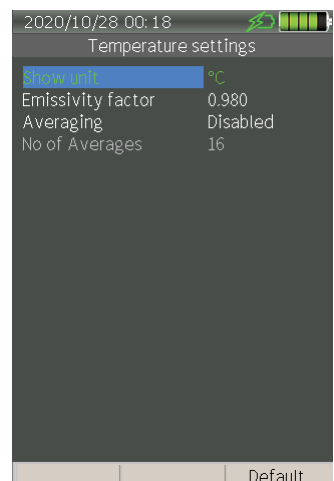 2020/10/28 00:18
Temperature settings
Show unit °C
Emissivity factor 0.980
Averaging Disabled
No of Averages 16
Default